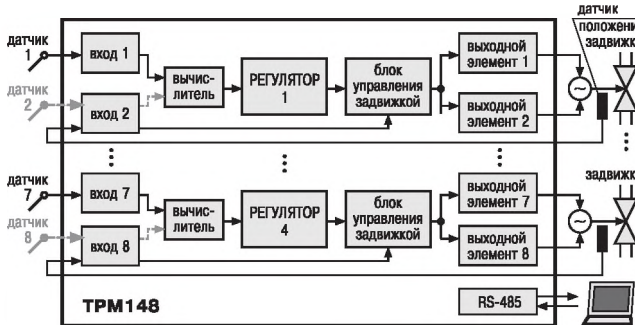 датчик
положения
задвижки
датчик
1
вход 1
вычис-
литель
РЕГУЛЯТОР
1
блок
управления
задвижкой
выходной
элемент 1
датчик
2
вход 2
выходной
элемент 2
~
задвижки
датчик
7
вход 7
вычис-
литель
РЕГУЛЯТОР
4
блок
управления
задвижкой
выходной
элемент 7
датчик
8
вход 8
выходной
элемент 8
~
ТРМ148
RS-485